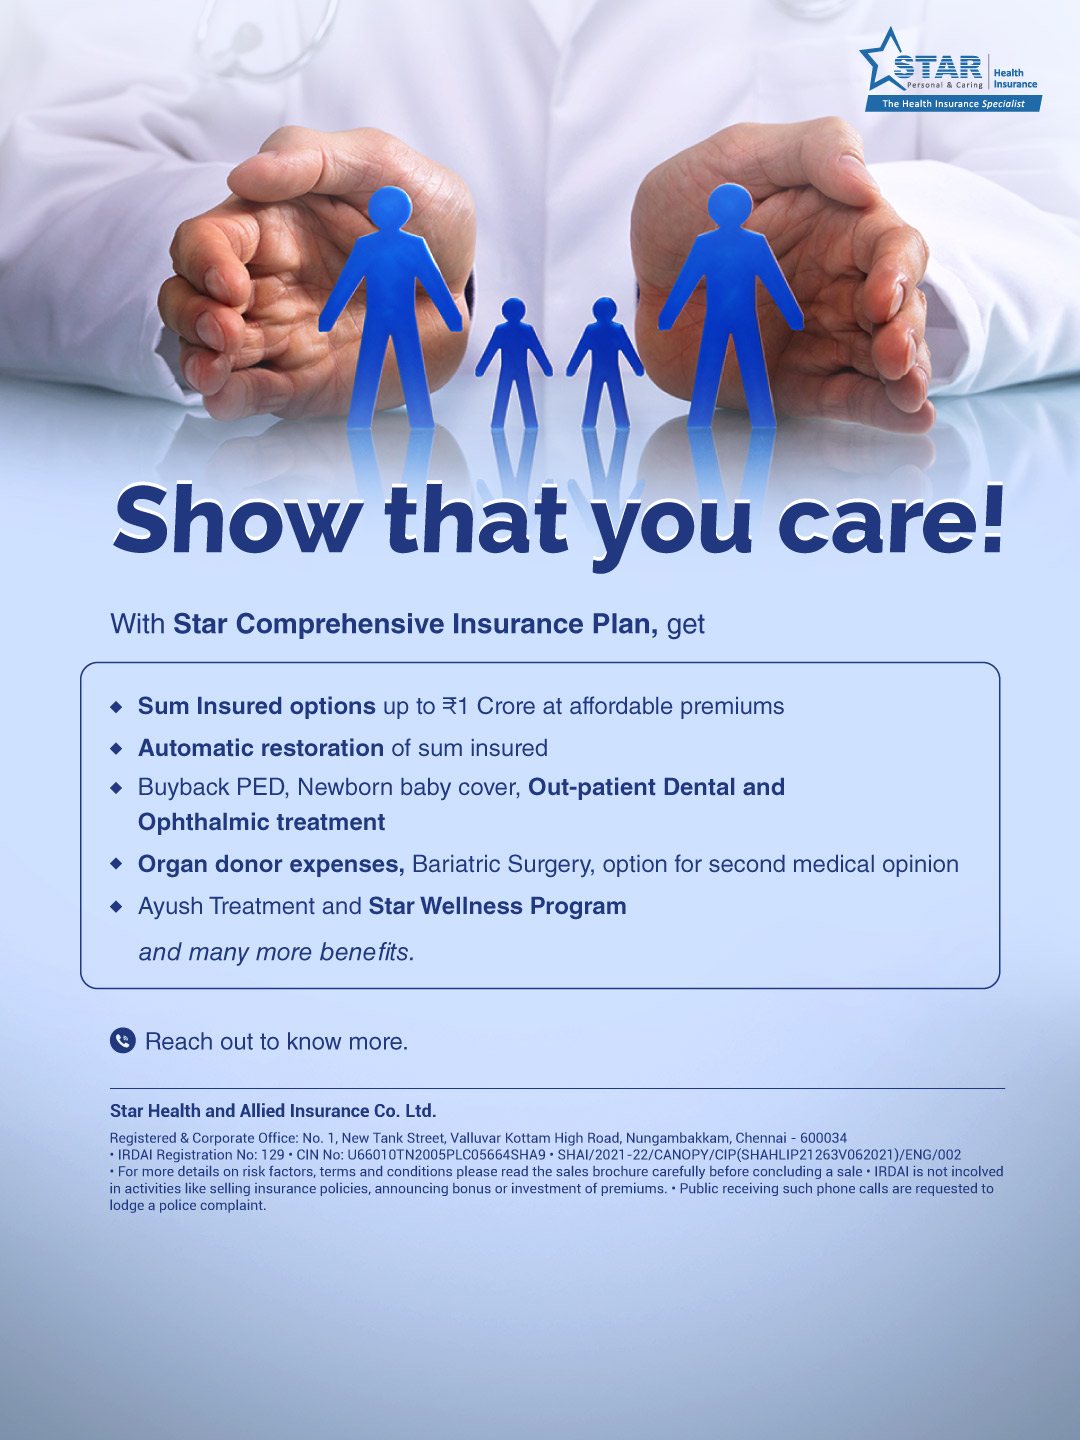 STAR
Personal & Caring
Health
Insurance
The Health Insurance Specialist
Show that you care!
With Star Comprehensive Insurance Plan, get
◆ Sum Insured options up to ₹1 Crore at affordable premiums
◆ Automatic restoration of sum insured
◆ Buyback PED, Newborn baby cover, Out-patient Dental and
Ophthalmic treatment
◆ Organ donor expenses, Bariatric Surgery, option for second medical opinion
◆ Ayush Treatment and Star Wellness Program
and many more benefits.
Reach out to know more.
Star Health and Allied Insurance Co. Ltd.
Registered & Corporate Office: No. 1, New Tank Street, Valluvar Kottam High Road, Nungambakkam, Chennai - 600034
• IRDAI Registration No: 129 • CIN No: U66010TN2005PLC05664SHA9 • SHAI/2021-22/CANOPY/CIP(SHAHLIP21263V062021)/ENG/002
• For more details on risk factors, terms and conditions please read the sales brochure carefully before concluding a sale • IRDAI is not incolved
in activities like selling insurance policies, announcing bonus or investment of premiums. • Public receiving such phone calls are requested to
lodge a police complaint.